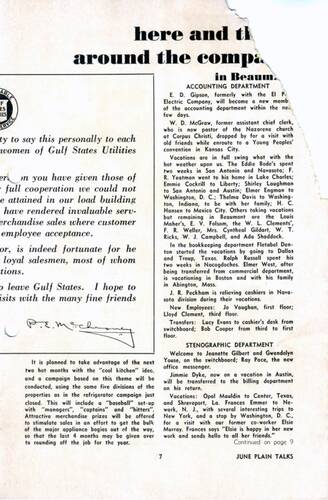 here and th
around the compa
in Beaum
ty to say this personally to each
women of Gulf States Utilities
you have given those of
full cooperation we could not
e attained in our load building
have rendered invaluable serv-
erchandise sales where customer
employee acceptance.
or, is indeed fortunate for he
loyal salesmen, most of whom
tions.
o leave Gulf States. I hope to
isits with the many fine friends
It is planned to take advantage of the next
two hot months with the "cool kitchen" idea,
and a campaign based on this theme will be
conducted, using the same five divisions of the
properties as in the refrigerator campaign just
just closed. This will include a "baseball" set-up
with "managers", "captains" and "hitters".
Attractive merchandise prizes will be offered
to stimulate sales in an effort to get the bulk
of the major appliance begins out of the way,
so that the last 4 months may be given over
to rounding off the job for the year.
ACCOUNTING DEPARTMENT
E. D. Gipson, formerly with the El P
Electric Company, will become a new memb
of the accounting department within the nex
few days.
W. D. McGraw, former assistant chief clerk,
who is now pastor of the Nazarene church
at Corpus Christi, dropped by for a visit with
old friends while enroute to a Young Peoples'
convention in Kansas City.
Vacations are in full swing what with the
hot weather upon us. The Eddie Bode's spent
two weeks in San Antonio and Navasota; F.
R. Yeatman went to his home in Lake Charles;
Emmie Cockrill to Liberty; Shirley Loughman
to San Antonio and Austin; Elmer Engman to
Washington, D. C.; Thelma Davis to Washing-
ton, Indiana, to be with her family; H. C.
Hansen to Mexico City. Others taking vacations
but remaining in Beaumont are the Louis
Maher's, E. V. Folsom, the W. L. Clements',
F. R. Weller, Mrs. Cyntheal Giddart, W. T.
Ricks, W. J. Campbell, and Ada Shaddock.
In the bookkeeping department Flotabel Dut-
ton started the vacations by going to Dallas
and Troup, Texas. Ralph Russell spent his
two weeks in Nacogdoches. Elmer West, after
being transferred from commercial department,
is vacationing in Boston and with his family
in Abington, Mass.
J. R. Peckham is relieving cashiers in Nava-
sota division during their vacations.
New Employees: Jo Vaughan, first floor;
Lloyd Clement, third floor.
Transfers: Lucy Evans to cashier's desk from
switchboard; Bob Cooper from third to first
floor.
STENOGRAPHIC DEPARTMENT
Welcome to Jeanette Gilbert and Gwendolyn
Youse, on the switchboard; Ray Pace, the new
office messenger.
Jimmie Dyke, now on a vacation in Austin,
will be transferred to the billing department
on his return.
Vacations: Opal Mauldin to Center, Texas,
and Shreveport, La. Frances Emmer to Ne-
wark, N. J., with several interesting trips to
New York, and a stop by Washington, D. C.,
for a visit with our former co-worker Elsie
Murray. Frances says "Elsie is happy in her new
work and sends hello to all her friends".
Continued on page 9
7 JUNE PLAIN TALKS